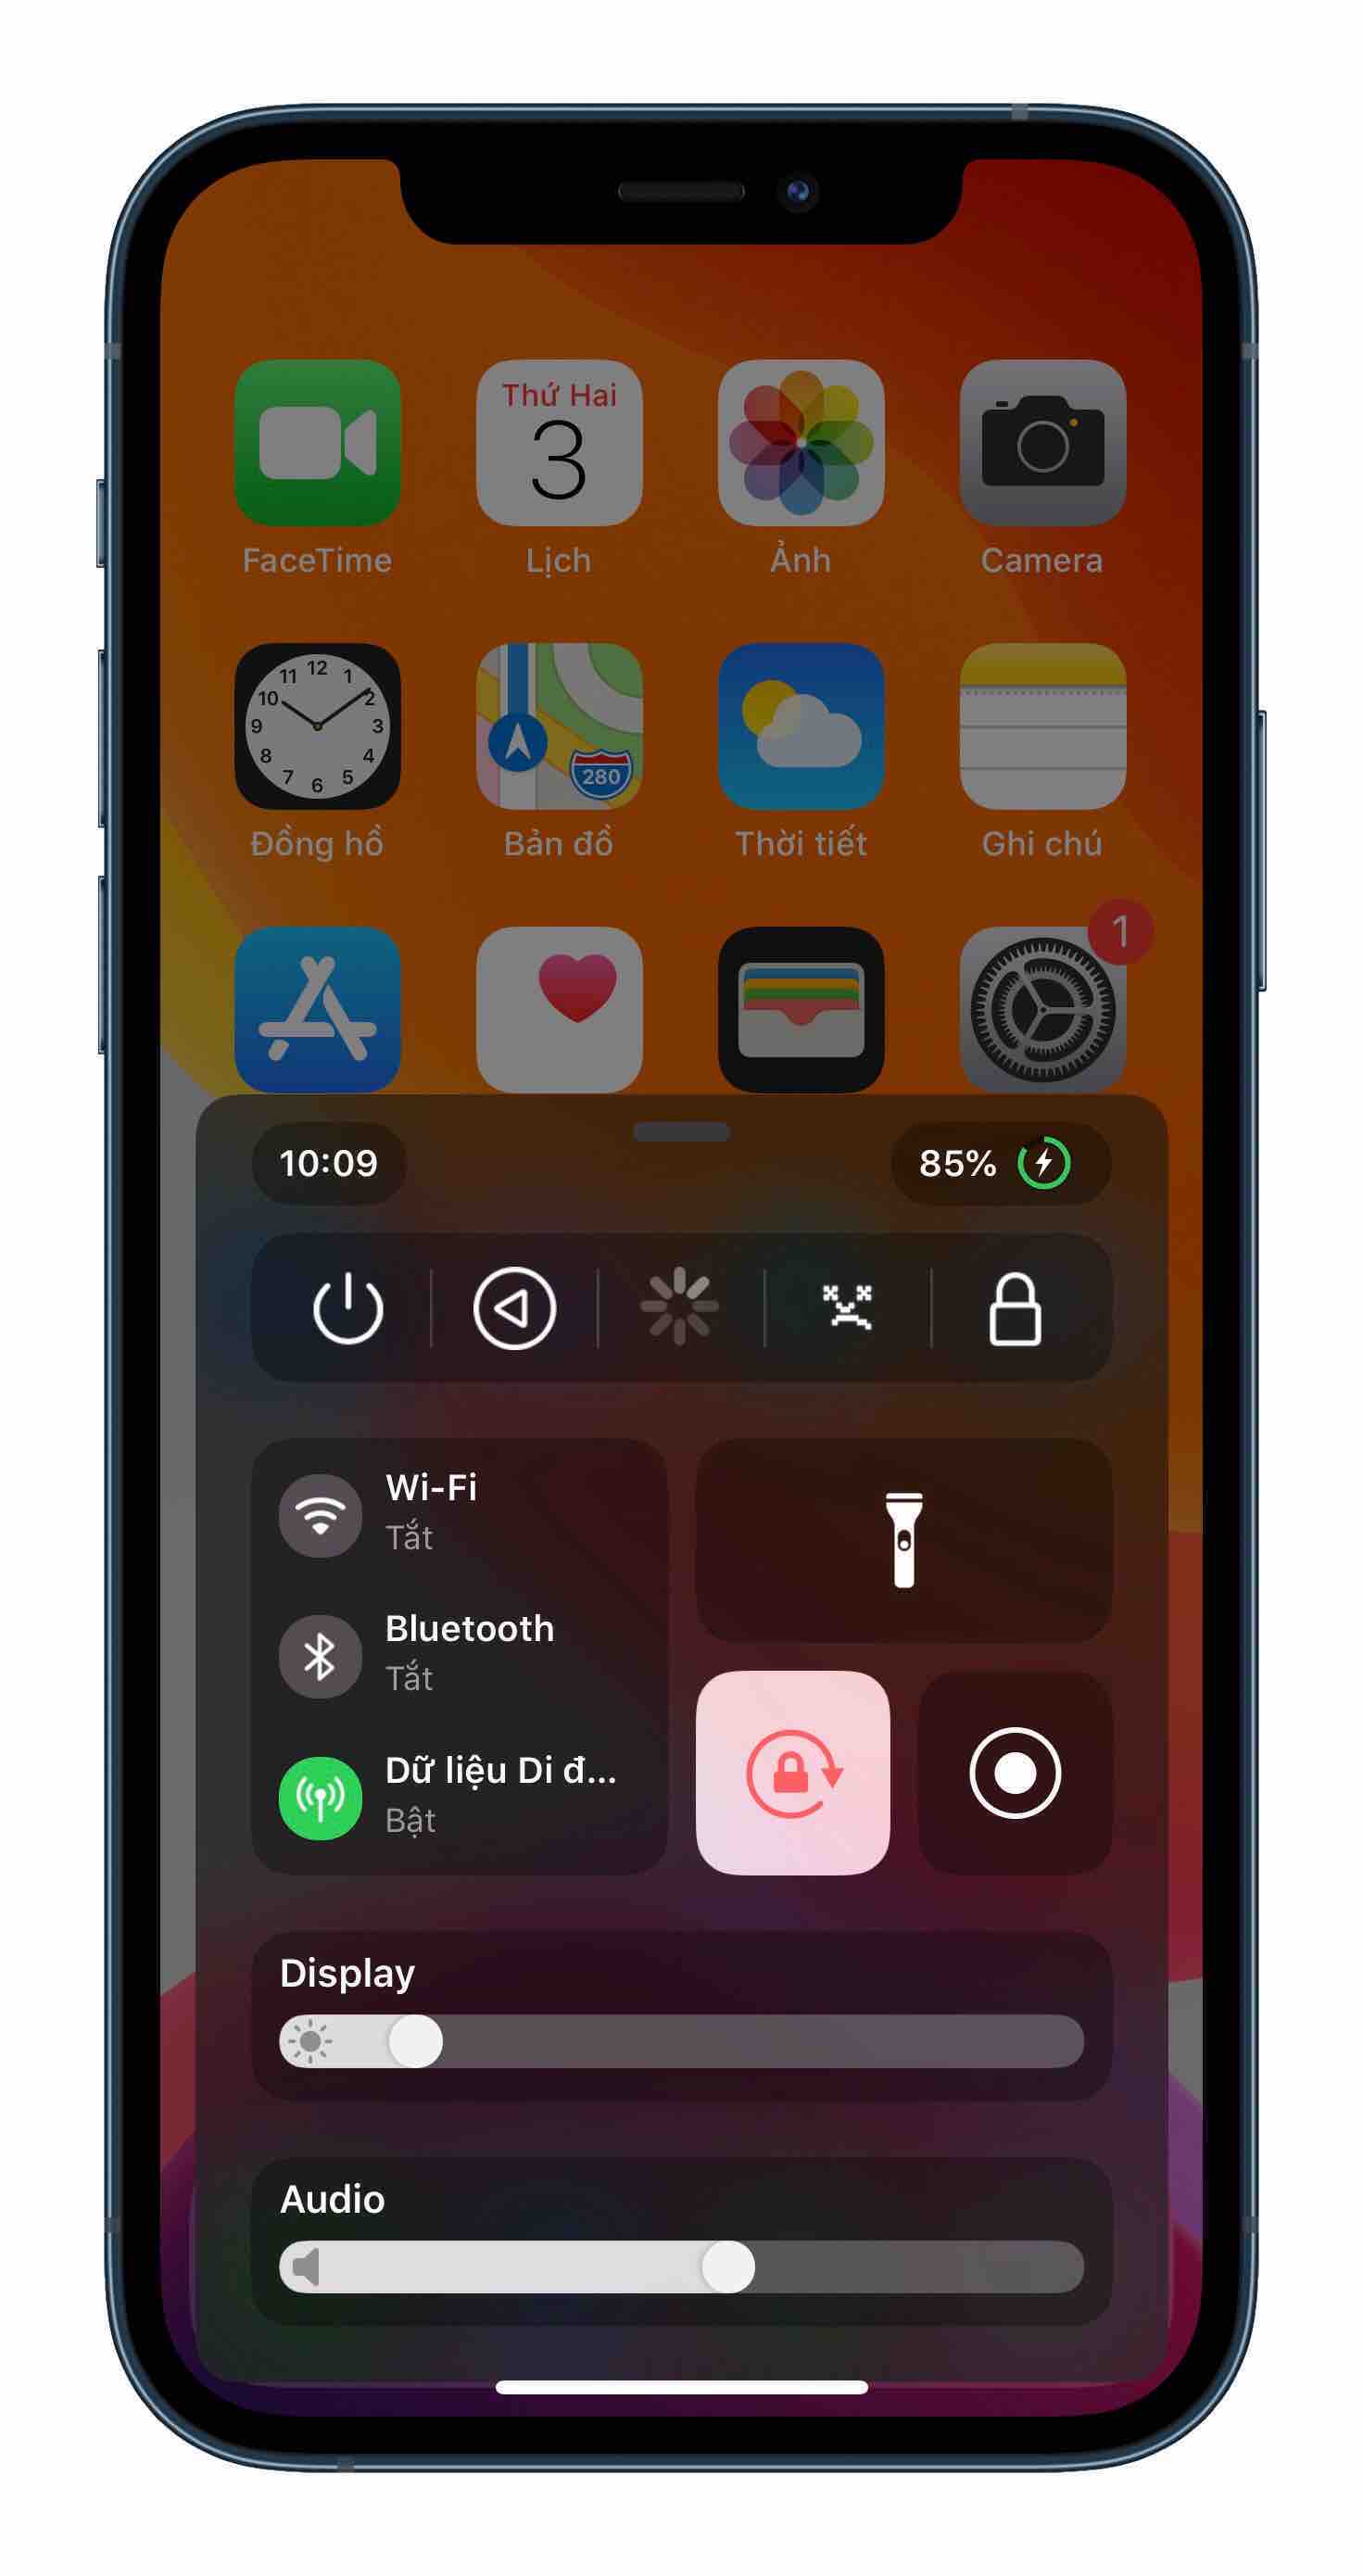 Thứ Hai
3
FaceTime
Lịch
Ảnh
Camera
12
11
1
10
2
9
3
8
4
7
5
6
280
Đồng hồ
Bản đồ
Thời tiết
Ghi chú
1
10:09
85%
Wi-Fi
Tắt
Bluetooth
Tắt
Dữ liệu Di đ...
Bật
Display
Audio